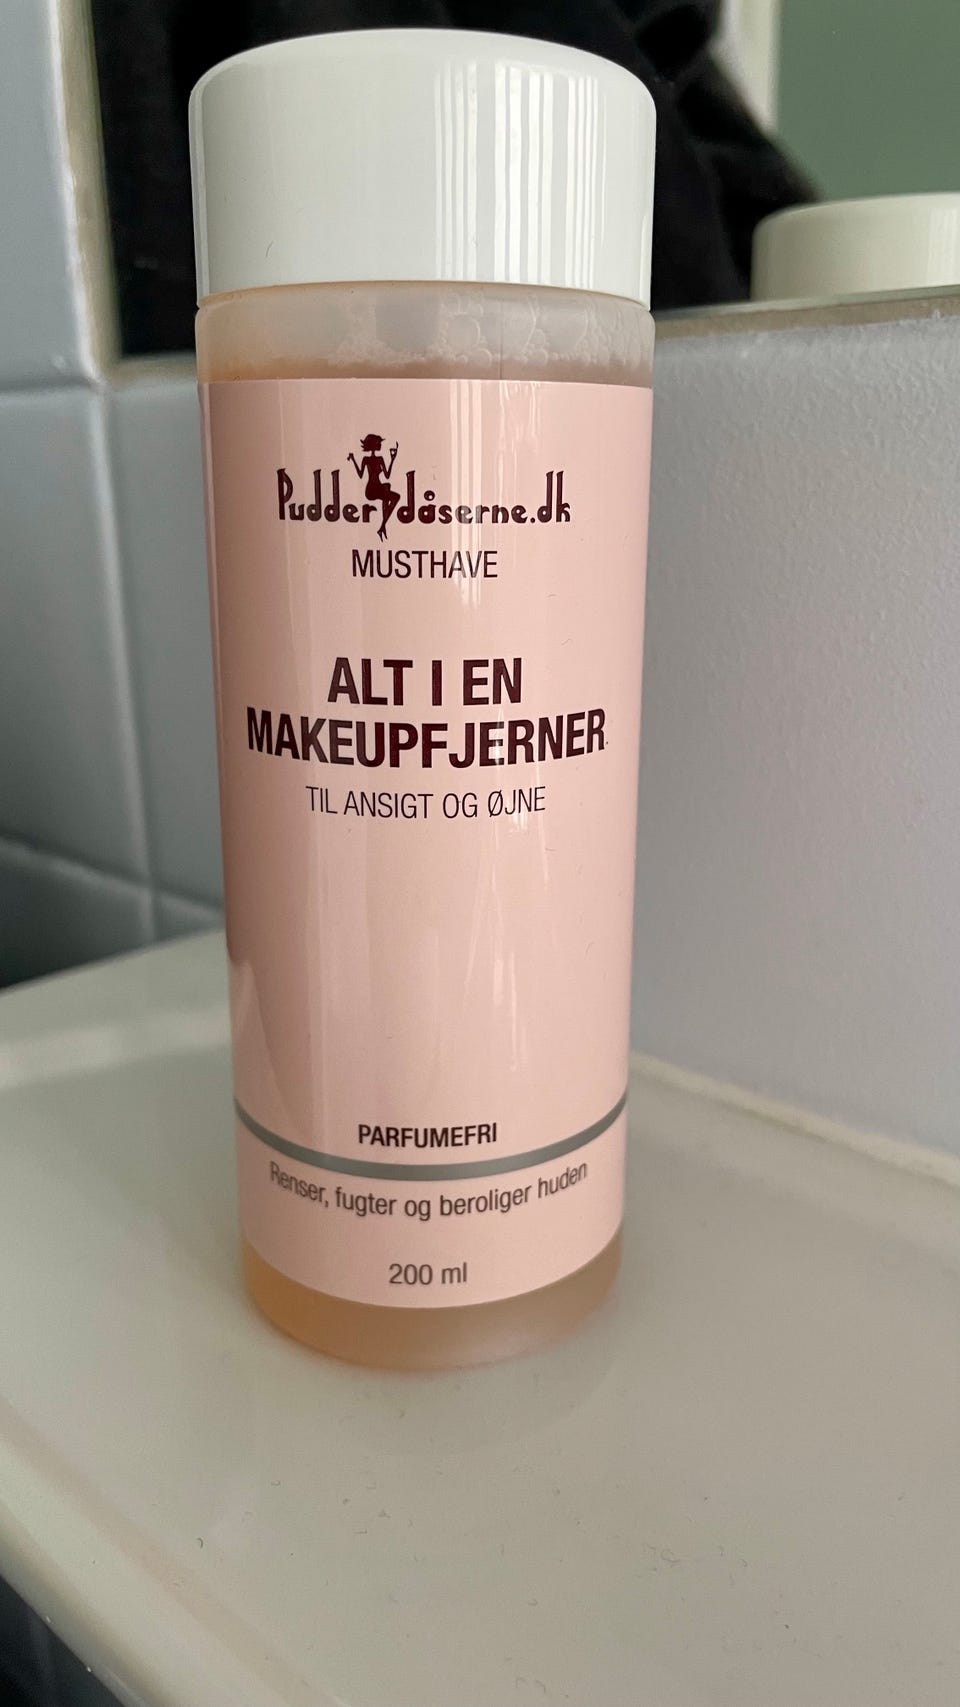 Pudderdåserne.dk
MUSTHAVE
ALT I EN
MAKEUPFJERNER
TIL ANSIGT OG ØJNE
PARFUMEFRI
Renser, fugter og beroliger huden
200 ml